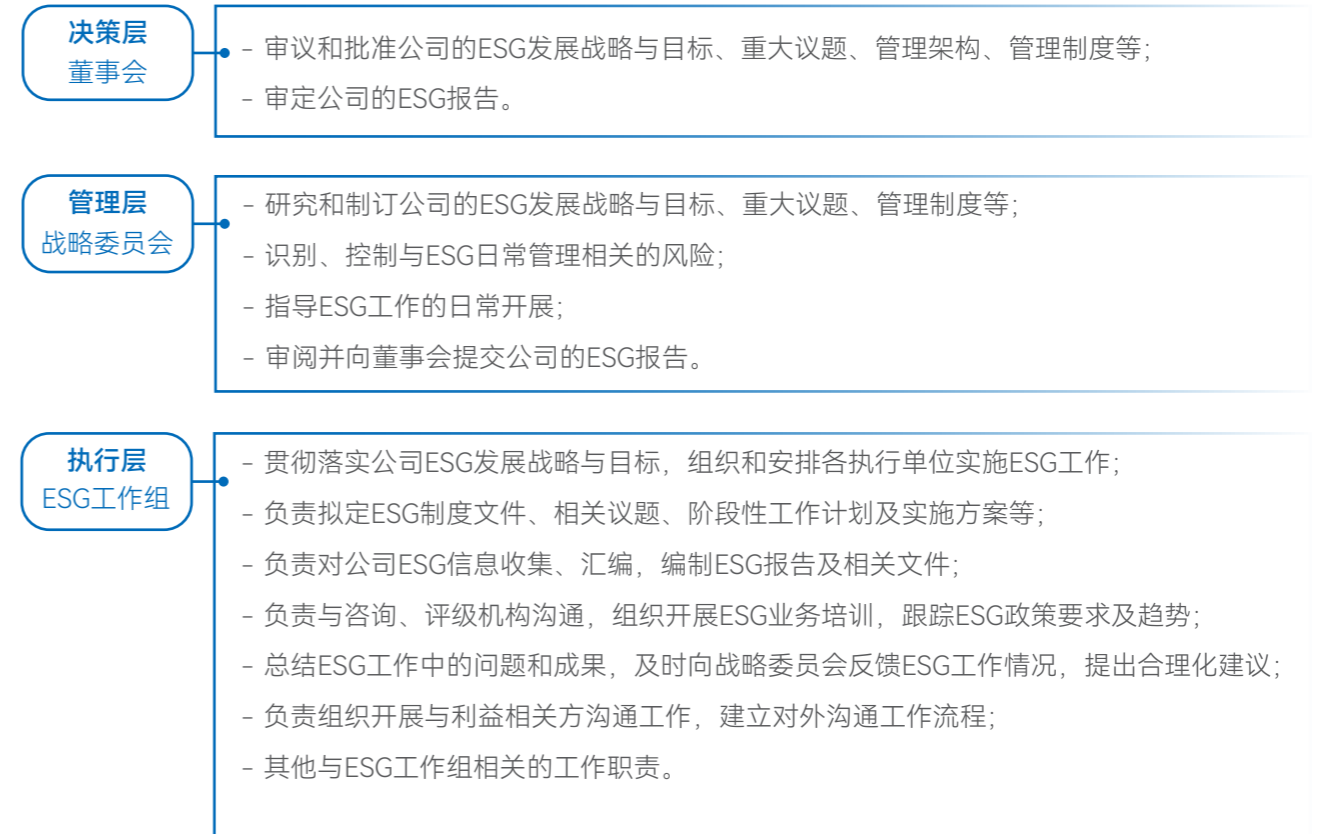 决策层
董事会
– 审议和批准公司的ESG发展战略与目标、重大议题、管理架构、管理制度等；
– 审定公司的ESG报告。
管理层
战略委员会
– 研究和制订公司的ESG发展战略与目标、重大议题、管理制度等；
– 识别、控制与ESG日常管理相关的风险；
– 指导ESG工作的日常开展；
– 审阅并向董事会提交公司的ESG报告。
执行层
ESG工作组
– 贯彻落实公司ESG发展战略与目标，组织和安排各执行单位实施ESG工作；
– 负责拟定ESG制度文件、相关议题、阶段性工作计划及实施方案等；
– 负责对公司ESG信息收集、汇编，编制ESG报告及相关文件；
– 负责与咨询、评级机构沟通，组织开展ESG业务培训，跟踪ESG政策要求及趋势；
– 总结ESG工作中的问题和成果，及时向战略委员会反馈ESG工作情况，提出合理化建议；
– 负责组织开展与利益相关方沟通工作，建立对外沟通工作流程；
– 其他与ESG工作组相关的工作职责。